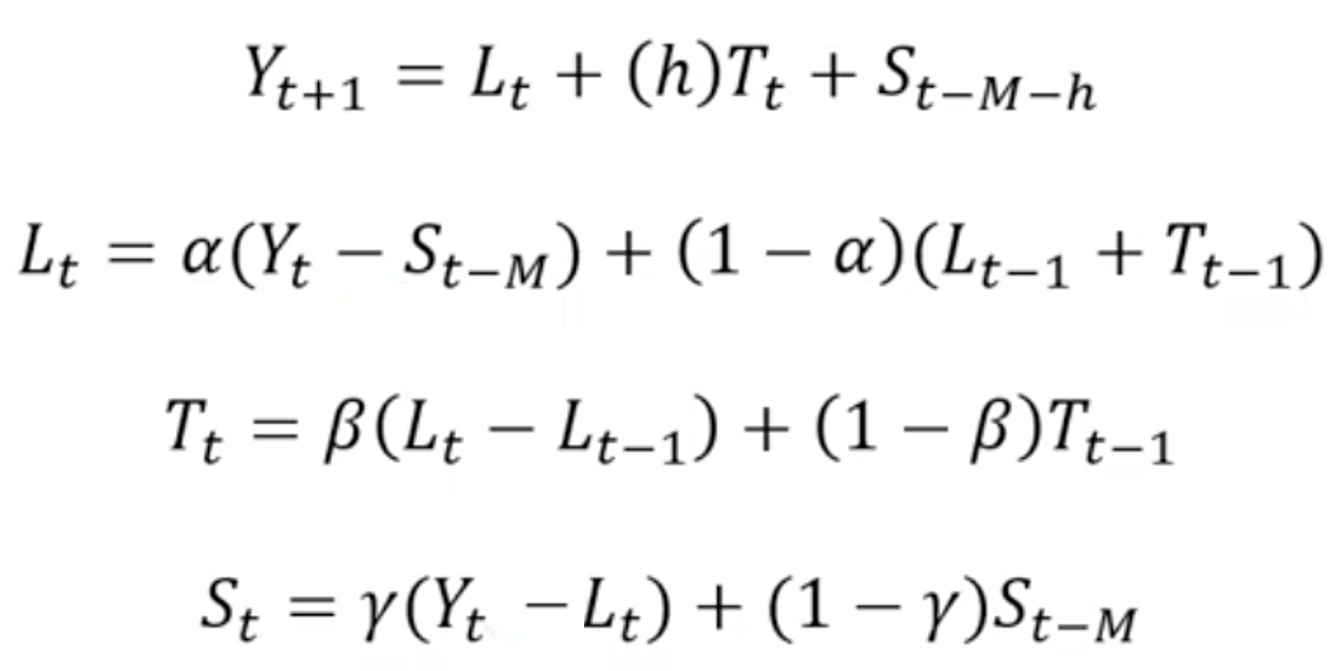 Y_{t+1} = L_t + (h)T_t + S_{t−M−h}
L_t = α(Y_t − S_{t−M}) + (1 − α)(L_{t−1} + T_{t−1})
T_t = β(L_t − L_{t−1}) + (1 − β)T_{t−1}
S_t = γ(Y_t − L_t) + (1 − γ)S_{t−M}